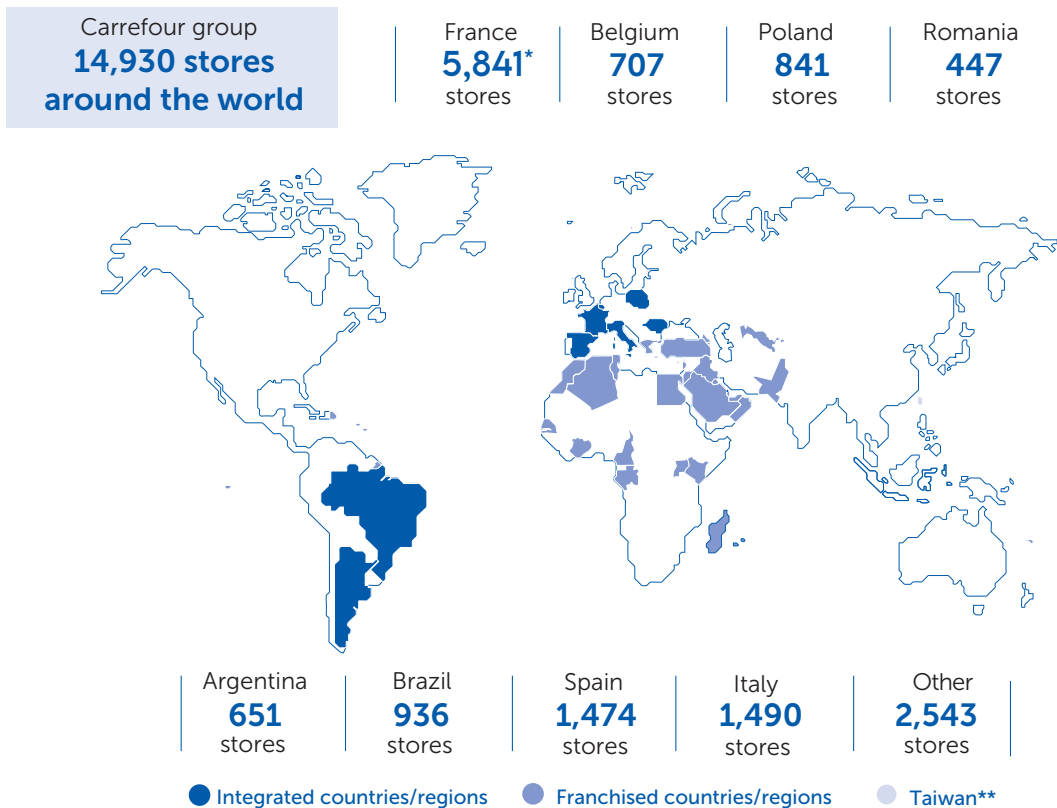 Carrefour group
14,930 stores
around the world
France
5,841*
stores
Belgium
707
stores
Poland
841
stores
Romania
447
stores
Argentina
651
stores
Brazil
936
stores
Spain
1,474
stores
Italy
1,490
stores
Other
2,543
stores
Integrated countries/regions
Franchised countries/regions
Taiwan**